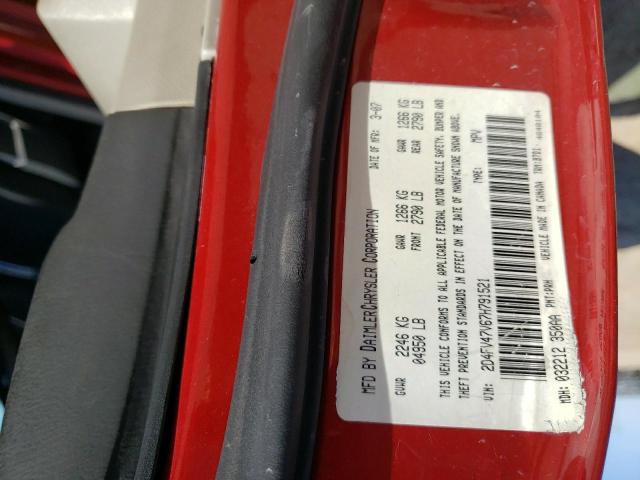 MFD BY DAIMLERCHRYSLER CORPORATION DATE OF MFR: 3-07
GVWR GAWR 1266 KG GAWR 1266 KG
2246 KG FRONT 2790 LB REAR 2790 LB
04950 LB
THIS VEHICLE CONFORMS TO ALL APPLICABLE FEDERAL MOTOR VEHICLE SAFETY, BUMPER AND
THEFT PREVENTION STANDARDS IN EFFECT ON THE DATE OF MANUFACTURE SHOWN ABOVE.
VIN: 2D4FV47V67H791521 TYPE: MPV
VEHICLE MADE IN CANADA
MDH: 032212 350AA PNT:PRH